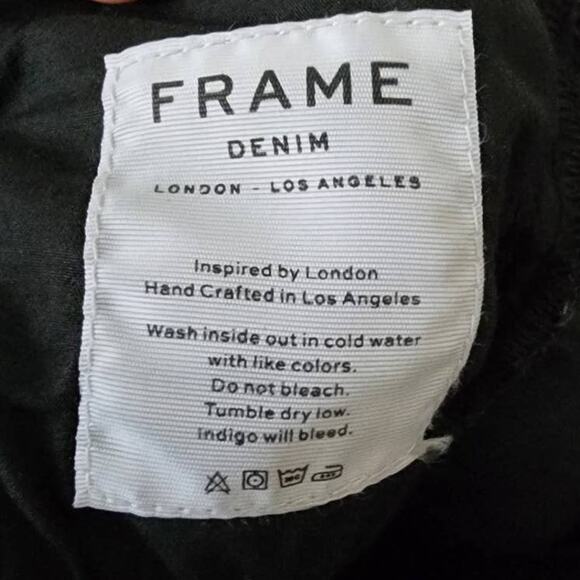 FRAME
DENIM
LONDON - LOS ANGELES
Inspired by London
Hand Crafted in Los Angeles
Wash inside out in cold water
with like colors.
Do not bleach.
Tumble dry low.
Indigo will bleed.